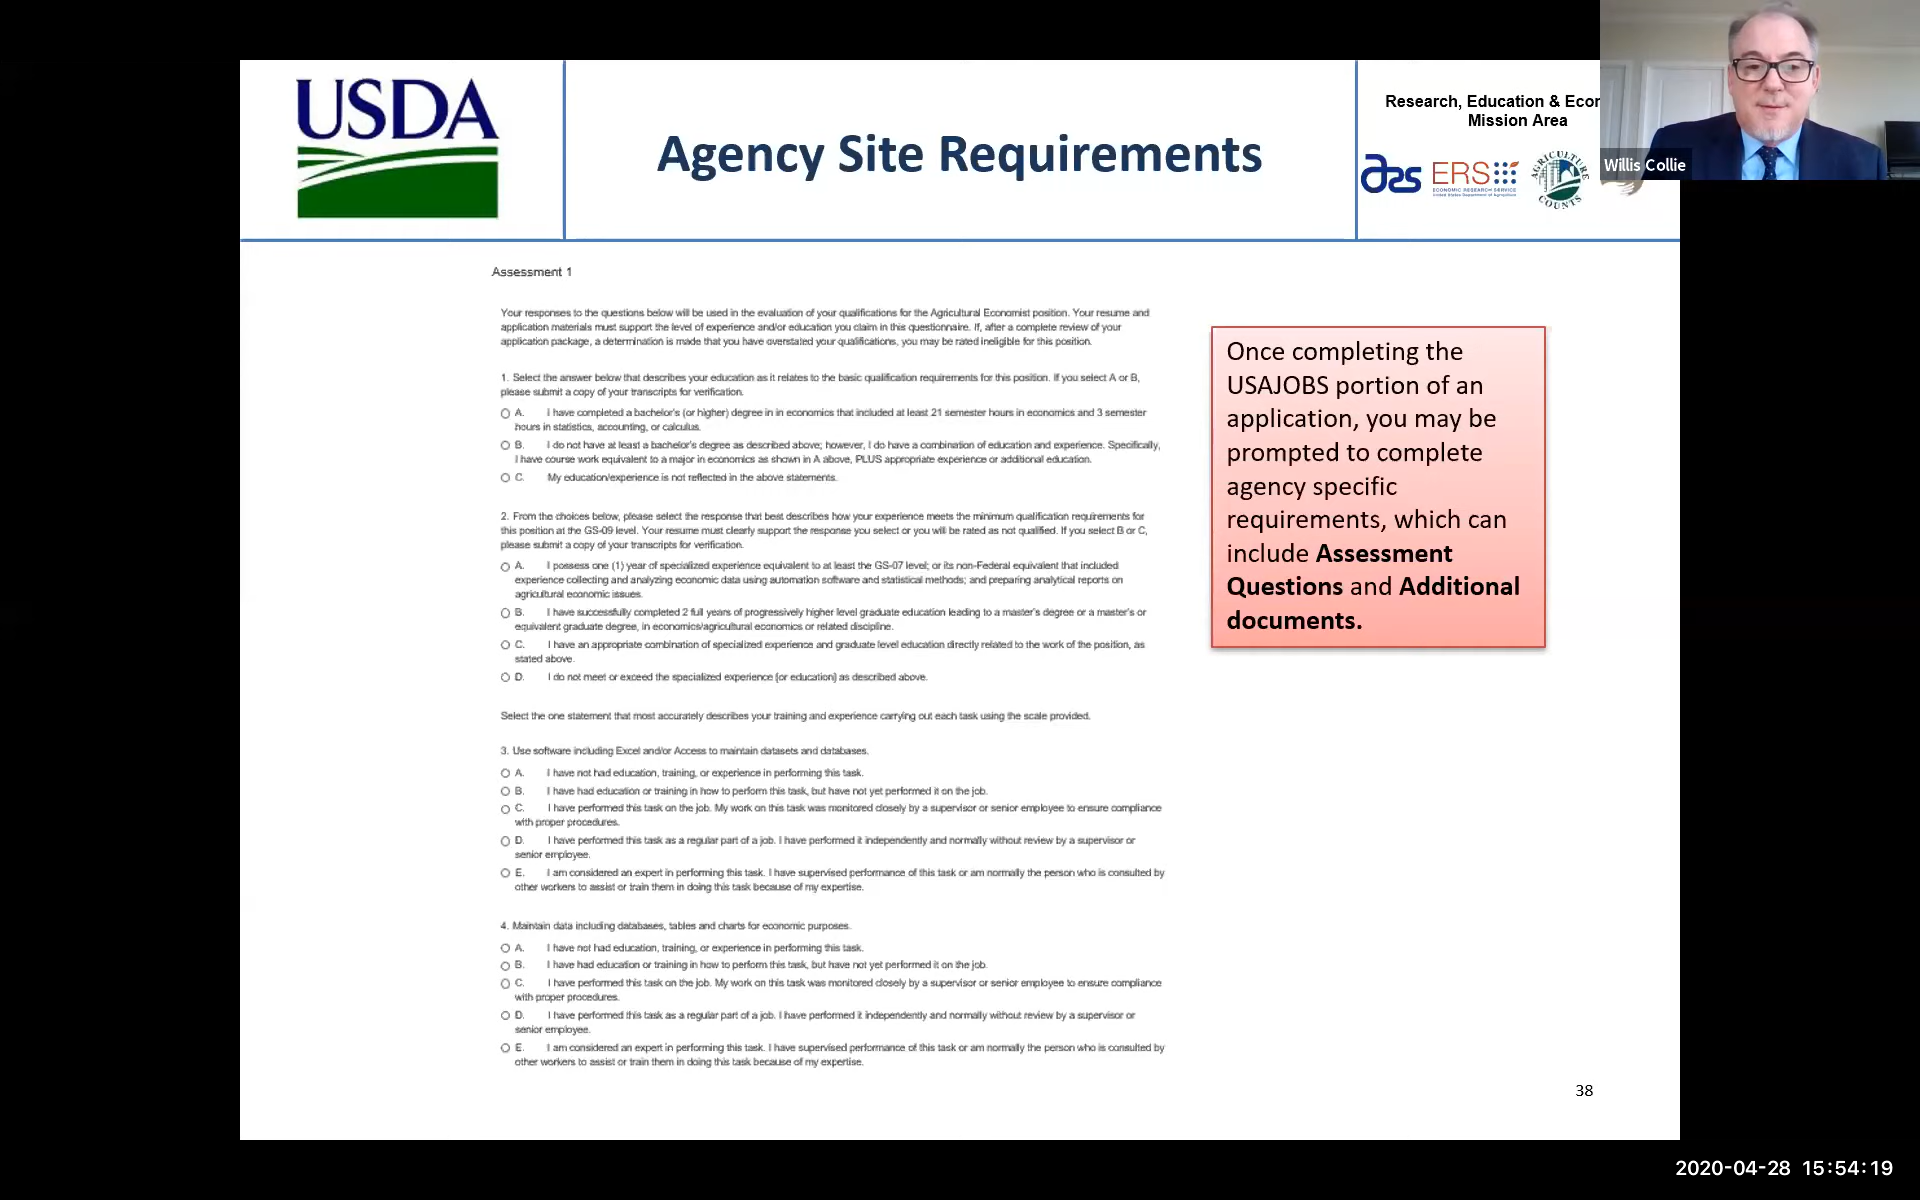 USDA
Agency Site Requirements
Research, Education & Econ
Mission Area
ars
ERS
ECONOMIC RESEARCH SERVICE
United States Department of Agriculture
AGRICULTURE
COUNTS
Willis Collie
Assessment 1
Your responses to the questions below will be used in the evaluation of your qualifications for the Agricultural Economist position. Your resume and
application materials must support the level of experience and/or education you claim in this questionnaire. If, after a complete review of your
application package, a determination is made that you have overstated your qualifications, you may be rated ineligible for this position.
1. Select the answer below that describes your education as it relates to the basic qualification requirements for this position. If you select A or B,
please submit a copy of your transcripts for verification.
A. I have completed a bachelor's (or higher) degree in in economics that included at least 21 semester hours in economics and 3 semester
hours in statistics, accounting, or calculus.
B. I do not have at least a bachelor's degree as described above; however, I do have a combination of education and experience. Specifically,
I have course work equivalent to a major in economics as shown in A above, PLUS appropriate experience or additional education.
C. My education/experience is not reflected in the above statements.
2. From the choices below, please select the response that best describes how your experience meets the minimum qualification requirements for
this position at the GS-09 level. Your resume must clearly support the response you select or you will be rated as not qualified. If you select B or C,
please submit a copy of your transcripts for verification.
A. I possess one (1) year of specialized experience equivalent to at least the GS-07 level; or its non-Federal equivalent that included
experience collecting and analyzing economic data using automation software and statistical methods; and preparing analytical reports on
agricultural economic issues.
B. I have successfully completed 2 full years of progressively higher level graduate education leading to a master's degree or a master's or
equivalent graduate degree, in economics/agricultural economics or related discipline.
C. I have an appropriate combination of specialized experience and graduate level education directly related to the work of the position, as
stated above.
D. I do not meet or exceed the specialized experience [or education] as described above.
Select the one statement that most accurately describes your training and experience carrying out each task using the scale provided.
3. Use software including Excel and/or Access to maintain datasets and databases.
A. I have not had education, training, or experience in performing this task.
B. I have had education or training in how to perform this task, but have not yet performed it on the job.
C. I have performed this task on the job. My work on this task was monitored closely by a supervisor or senior employee to ensure compliance
with proper procedures.
D. I have performed this task as a regular part of a job. I have performed it independently and normally without review by a supervisor or
senior employee.
E. I am considered an expert in performing this task. I have supervised performance of this task or am normally the person who is consulted by
other workers to assist or train them in doing this task because of my expertise.
4. Maintain data including databases, tables and charts for economic purposes.
A. I have not had education, training, or experience in performing this task.
B. I have had education or training in how to perform this task, but have not yet performed it on the job.
C. I have performed this task on the job. My work on this task was monitored closely by a supervisor or senior employee to ensure compliance
with proper procedures.
D. I have performed this task as a regular part of a job. I have performed it independently and normally without review by a supervisor or
senior employee.
E. I am considered an expert in performing this task. I have supervised performance of this task or am normally the person who is consulted by
other workers to assist or train them in doing this task because of my expertise.
Once completing the
USAJOBS portion of an
application, you may be
prompted to complete
agency specific
requirements, which can
include Assessment
Questions and Additional
documents.
38
2020-04-28 15:54:19